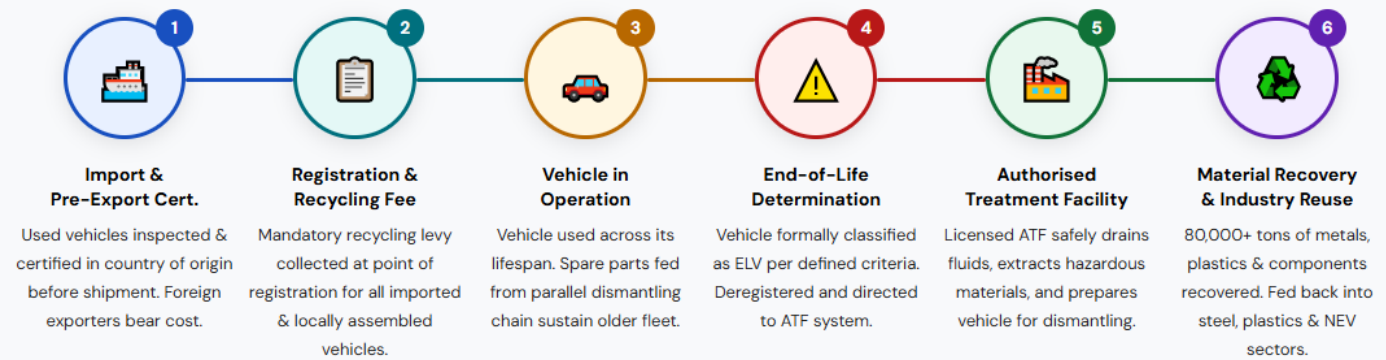 1
2
3
4
5
6
Import &
Pre-Export Cert.
Used vehicles inspected &
certified in country of origin
before shipment. Foreign
exporters bear cost.
Registration &
Recycling Fee
Mandatory recycling levy
collected at point of
registration for all imported
& locally assembled
vehicles.
Vehicle in
Operation
Vehicle used across its
lifespan. Spare parts fed
from parallel dismantling
chain sustain older fleet.
End-of-Life
Determination
Vehicle formally classified
as ELV per defined criteria.
Deregistered and directed
to ATF system.
Authorised
Treatment Facility
Licensed ATF safely drains
fluids, extracts hazardous
materials, and prepares
vehicle for dismantling.
Material Recovery
& Industry Reuse
80,000+ tons of metals,
plastics & components
recovered. Fed back into
steel, plastics & NEV
sectors.